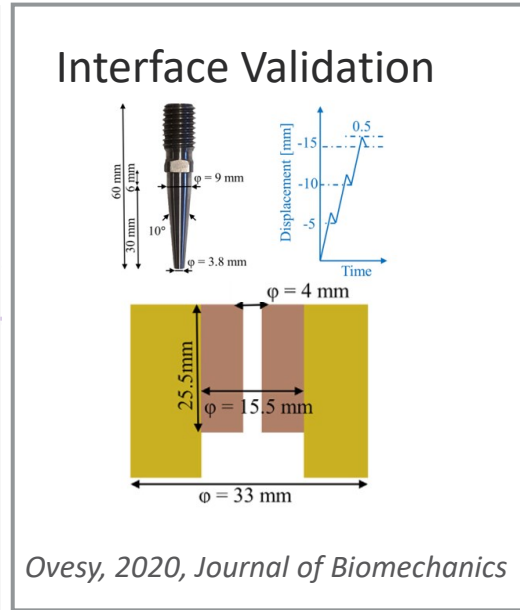 Interface Validation
60 mm
6 mm
30 mm
φ = 9 mm
10°
φ = 3.8 mm
Displacement [mm]
-15
-10
-5
0.5
Time
φ = 4 mm
25.5mm
φ = 15.5 mm
φ = 33 mm
Ovesy, 2020, Journal of Biomechanics